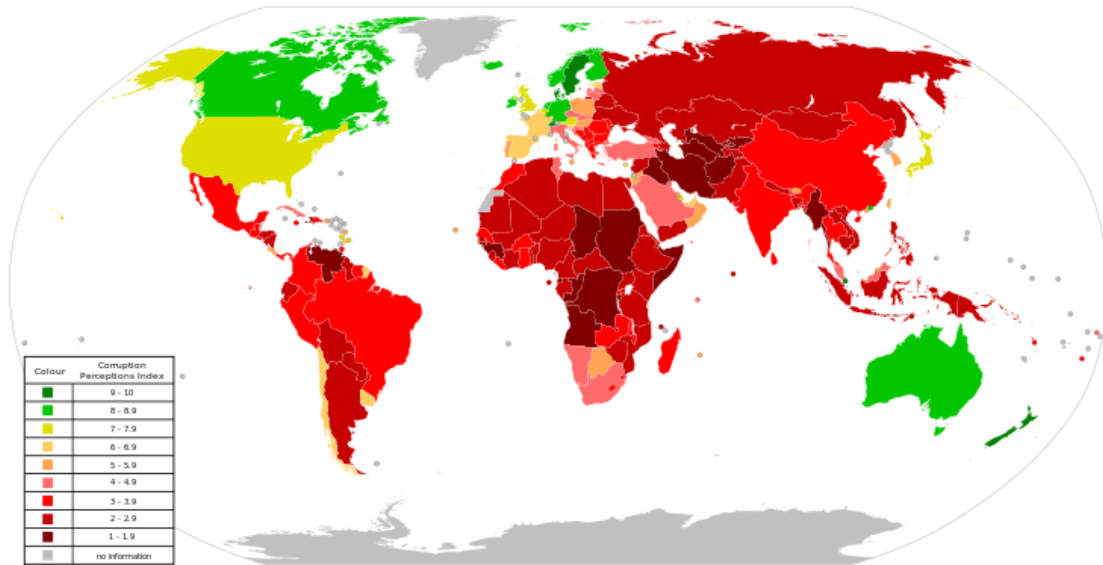 Colour Corruption
Perceptions Index
9 - 10
8 - 8.9
7 - 7.9
6 - 6.9
5 - 5.9
4 - 4.9
3 - 3.9
2 - 2.9
1 - 1.9
no information